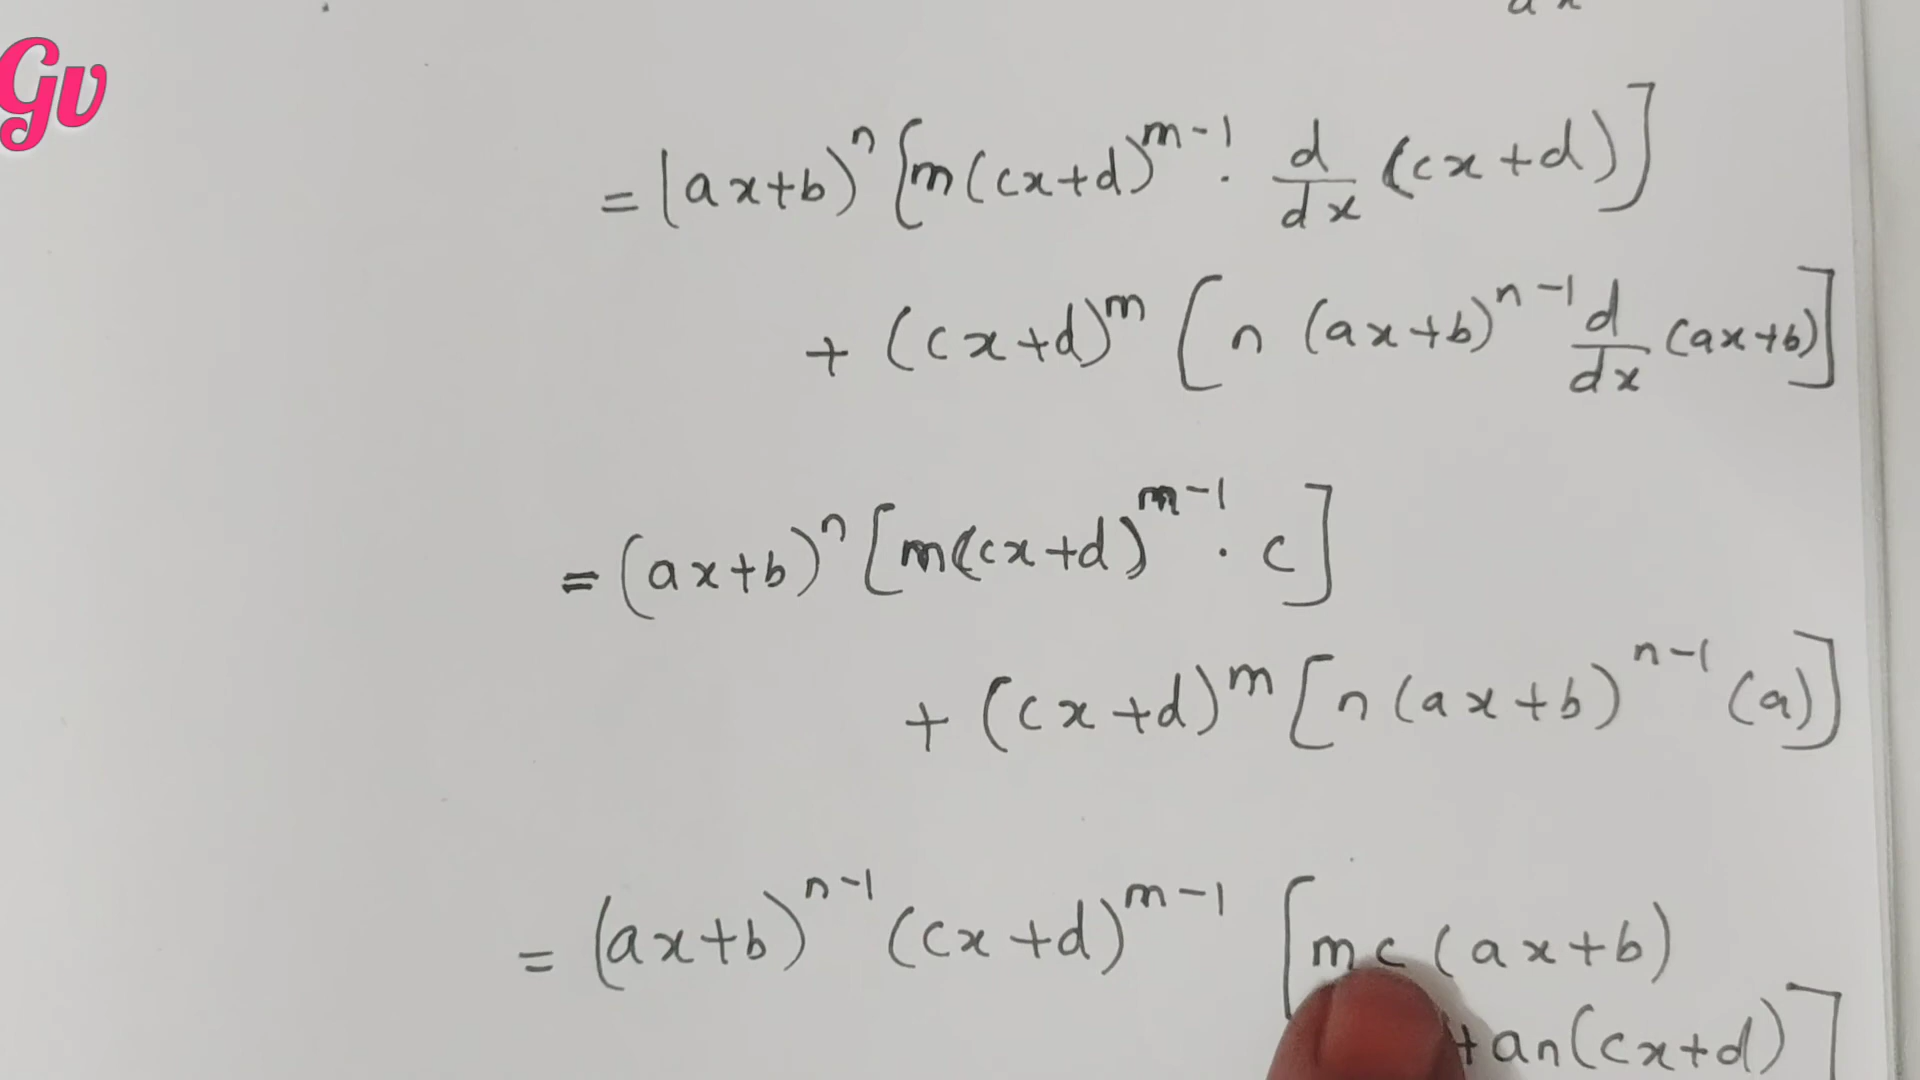 Gv
= (ax+b)^n [m(cx+d)^{m-1} · d/dx (cx+d)]
+ (cx+d)^m [n (ax+b)^{n-1} d/dx (ax+b)]
= (ax+b)^n [m(cx+d)^{m-1} · c]
+ (cx+d)^m [n(ax+b)^{n-1} (a)]
= (ax+b)^{n-1} (cx+d)^{m-1} [mc(ax+b)
+an(cx+d)]